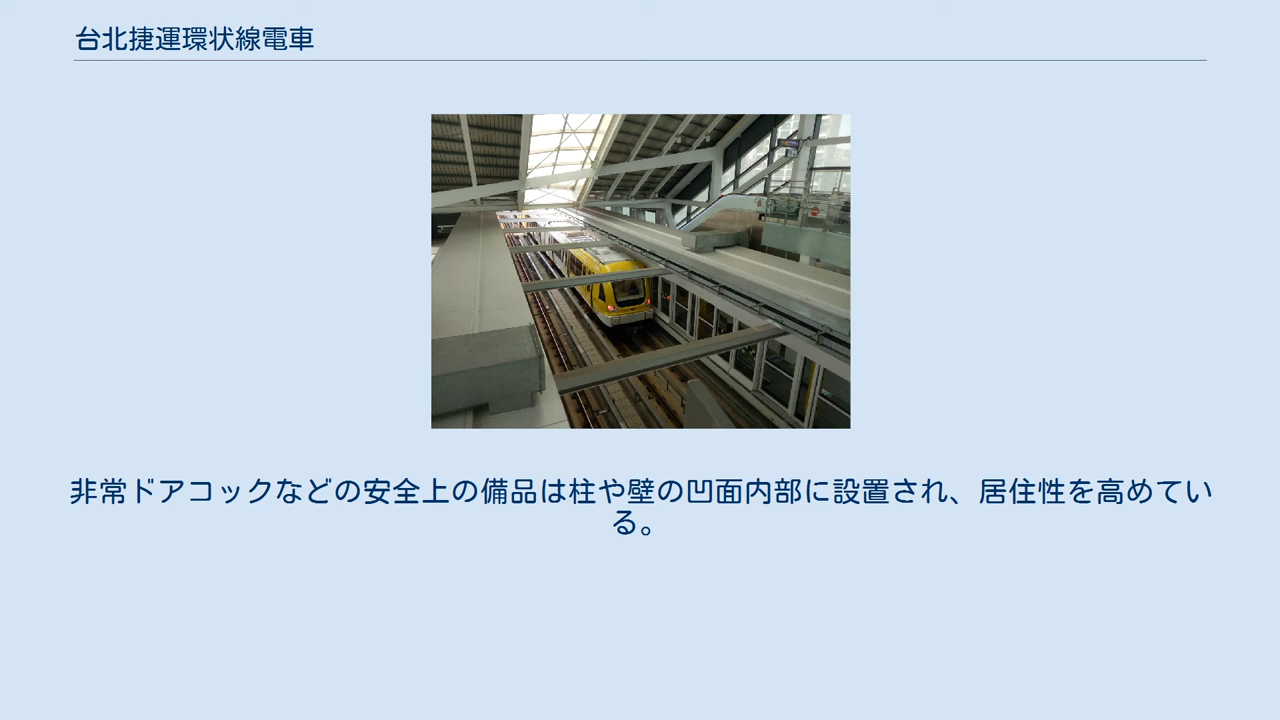 台北捷運環状線電車
非常ドアコックなどの安全上の備品は柱や壁の凹面内部に設置され、居住性を高めてい
る。